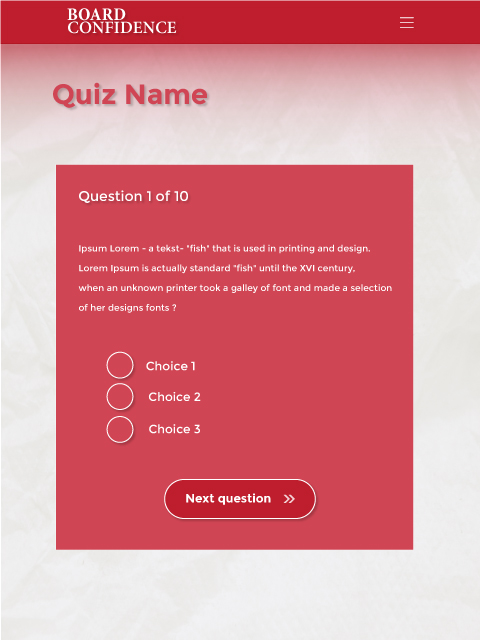 BOARD
CONFIDENCE
Quiz Name
Question 1 of 10
Ipsum Lorem - a tekst- "fish" that is used in printing and design.
Lorem Ipsum is actually standard "fish" until the XVI century,
when an unknown printer took a galley of font and made a selection
of her designs fonts ?
Choice 1
Choice 2
Choice 3
Next question »